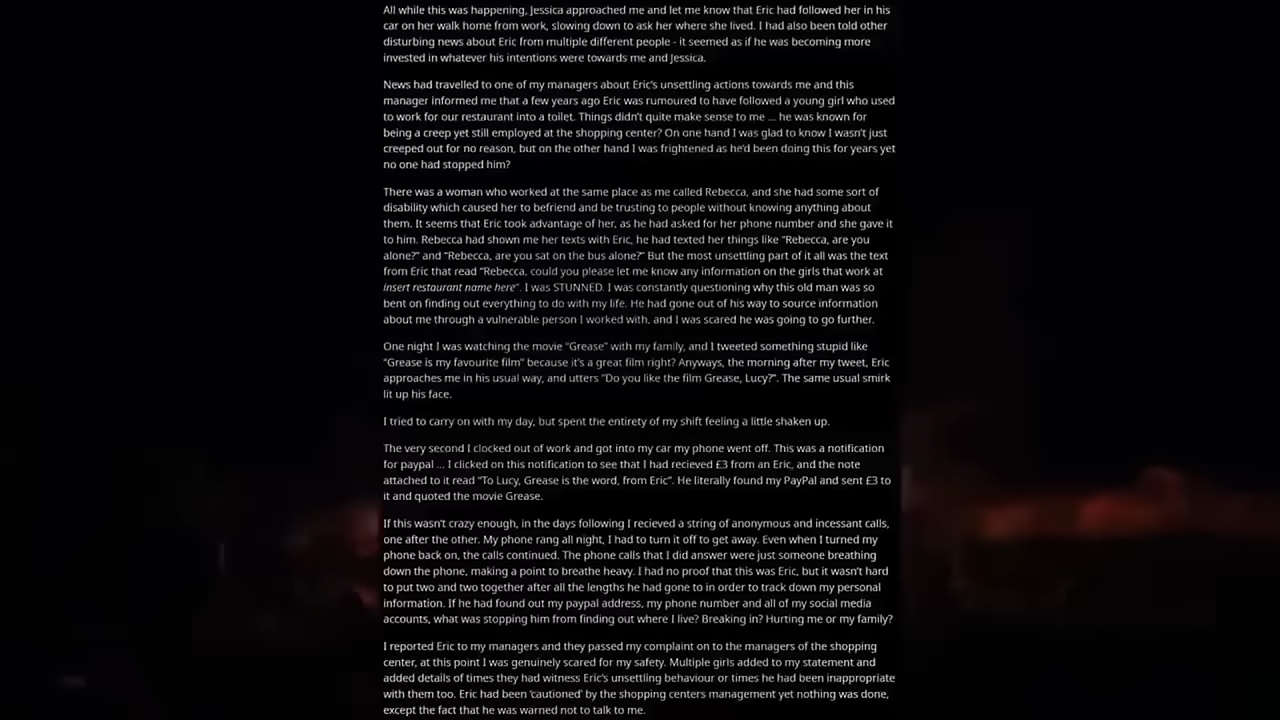 All while this was happening, Jessica approached me and let me know that Eric had followed her in his
car on her walk home from work, slowing down to ask her where she lived. I had also been told other
disturbing news about Eric from multiple different people - it seemed as if he was becoming more
invested in whatever his intentions were towards me and Jessica.
News had travelled to one of my managers about Eric's unsettling actions towards me and this
manager informed me that a few years ago Eric was rumoured to have followed a young girl who used
to work for our restaurant into a toilet. Things didn't quite make sense to me ... he was known for
being a creep yet still employed at the shopping center? On one hand I was glad to know I wasn't just
creeped out for no reason, but on the other hand I was frightened as he'd been doing this for years yet
no one had stopped him?
There was a woman who worked at the same place as me called Rebecca, and she had some sort of
disability which caused her to befriend and be trusting to people without knowing anything about
them. It seems that Eric took advantage of her, as he had asked for her phone number and she gave it
to him. Rebecca had shown me her texts with Eric, he had texted her things like "Rebecca, are you
alone?" and "Rebecca, are you sat on the bus alone?" But the most unsettling part of it all was the text
from Eric that read "Rebecca, could you please let me know any information on the girls that work at
insert restaurant name here". I was STUNNED. I was constantly questioning why this old man was so
bent on finding out everything to do with my life. He had gone out of his way to source information
about me through a vulnerable person I worked with, and I was scared he was going to go further.
One night I was watching the movie "Grease" with my family, and I tweeted something stupid like
"Grease is my favourite film" because it's a great film right? Anyways, the morning after my tweet, Eric
approaches me in his usual way, and utters "Do you like the film Grease, Lucy?". The same usual smirk
lit up his face.
I tried to carry on with my day, but spent the entirety of my shift feeling a little shaken up.
The very second I clocked out of work and got into my car my phone went off. This was a notification
for paypal ... I clicked on this notification to see that I had recieved £3 from an Eric, and the note
attached to it read "To Lucy, Grease is the word, from Eric". He literally found my PayPal and sent £3 to
it and quoted the movie Grease.
If this wasn't crazy enough, in the days following I recieved a string of anonymous and incessant calls,
one after the other. My phone rang all night, I had to turn it off to get away. Even when I turned my
phone back on, the calls continued. The phone calls that I did answer were just someone breathing
down the phone, making a point to breathe heavy. I had no proof that this was Eric, but it wasn't hard
to put two and two together after all the lengths he had gone to in order to track down my personal
information. If he had found out my paypal address, my phone number and all of my social media
accounts, what was stopping him from finding out where I live? Breaking in? Hurting me or my family?
I reported Eric to my managers and they passed my complaint on to the managers of the shopping
center, at this point I was genuinely scared for my safety. Multiple girls added to my statement and
added details of times they had witness Eric's unsettling behaviour or times he had been inappropriate
with them too. Eric had been 'cautioned' by the shopping centers management yet nothing was done,
except the fact that he was warned not to talk to me.